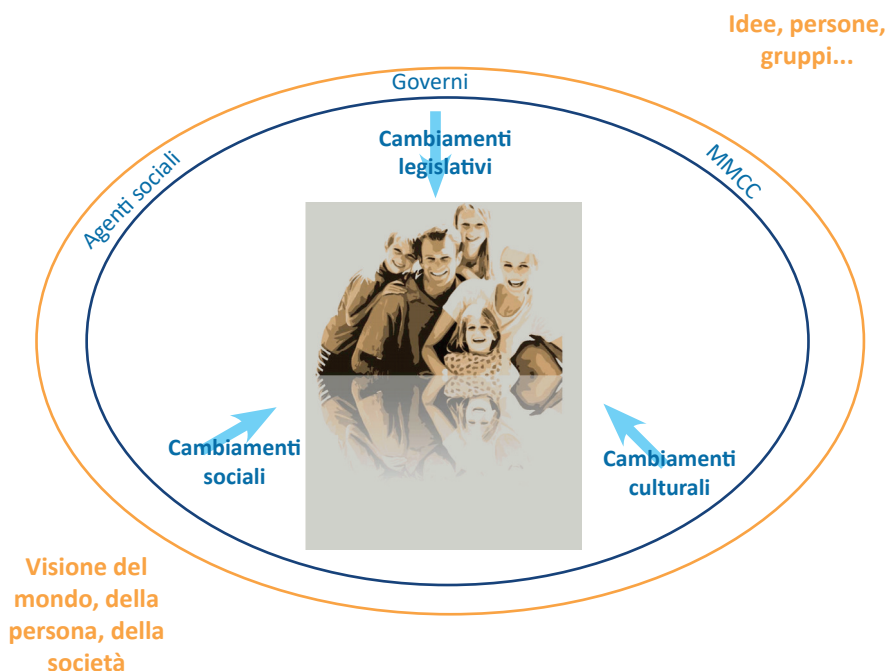 Idee, persone,
gruppi...
Governi
Agenti sociali
MMCC
Cambiamenti
legislativi
Cambiamenti
sociali
Cambiamenti
culturali
Visione del
mondo, della
persona, della
società